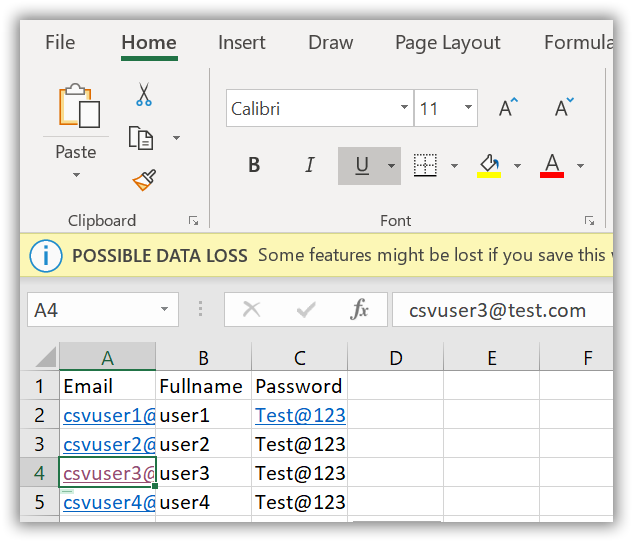 File Home Insert Draw Page Layout Formula
Calibri 11 A A
Paste
B I U A
Clipboard Font
POSSIBLE DATA LOSS Some features might be lost if you save this
A4 fx csvuser3@test.com
A B C D E F
1 Email Fullname Password
2 csvuser1@ user1 Test@123
3 csvuser2@ user2 Test@123
4 csvuser3@ user3 Test@123
5 csvuser4@ user4 Test@123